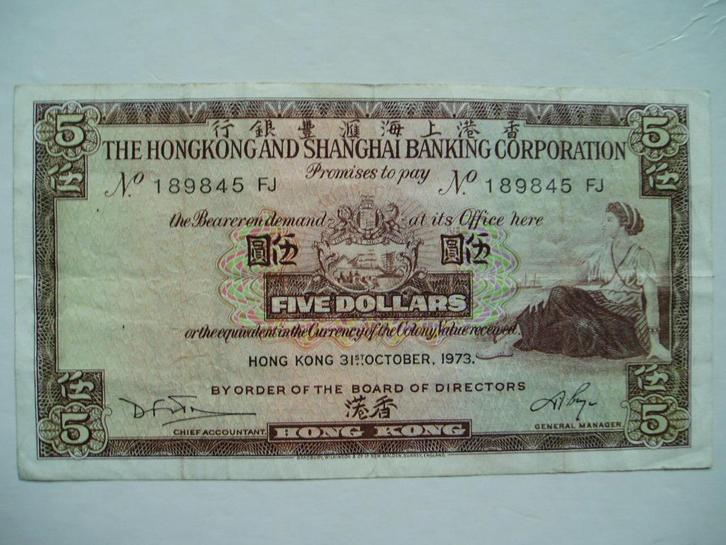 5 5
伍 伍
行銀豐滙海上港香
THE HONGKONG AND SHANGHAI BANKING CORPORATION
Promises to pay
No 189845 FJ No 189845 FJ
the Bearer on demand at its Office here
圓伍 圓伍
FIVE DOLLARS
or the equivalent in the Currency of the Colony, Value received
HONG KONG 31ST OCTOBER, 1973.
BY ORDER OF THE BOARD OF DIRECTORS
港香
伍 伍
5 5
CHIEF ACCOUNTANT. HONG KONG GENERAL MANAGER